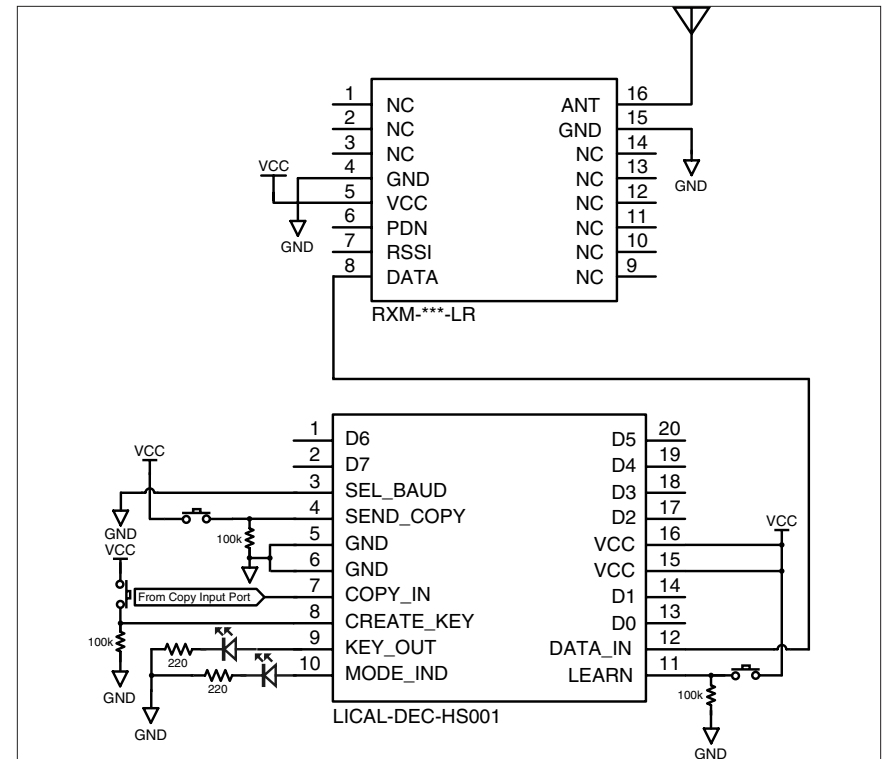 1 NC ANT 16
2 NC GND 15
3 NC NC 14
4 GND NC 13
5 VCC NC 12
6 PDN NC 11
7 RSSI NC 10
8 DATA NC 9
VCC
GND
GND
RXM-***-LR
1 D6 D5 20
2 D7 D4 19
3 SEL_BAUD D3 18
4 SEND_COPY D2 17
5 GND VCC 16
6 GND VCC 15
7 COPY_IN D1 14
8 CREATE_KEY D0 13
9 KEY_OUT DATA_IN 12
10 MODE_IND LEARN 11
LICAL-DEC-HS001
VCC
GND
VCC
100k
From Copy Input Port
100k
GND
220
220
GND
VCC
100k
GND